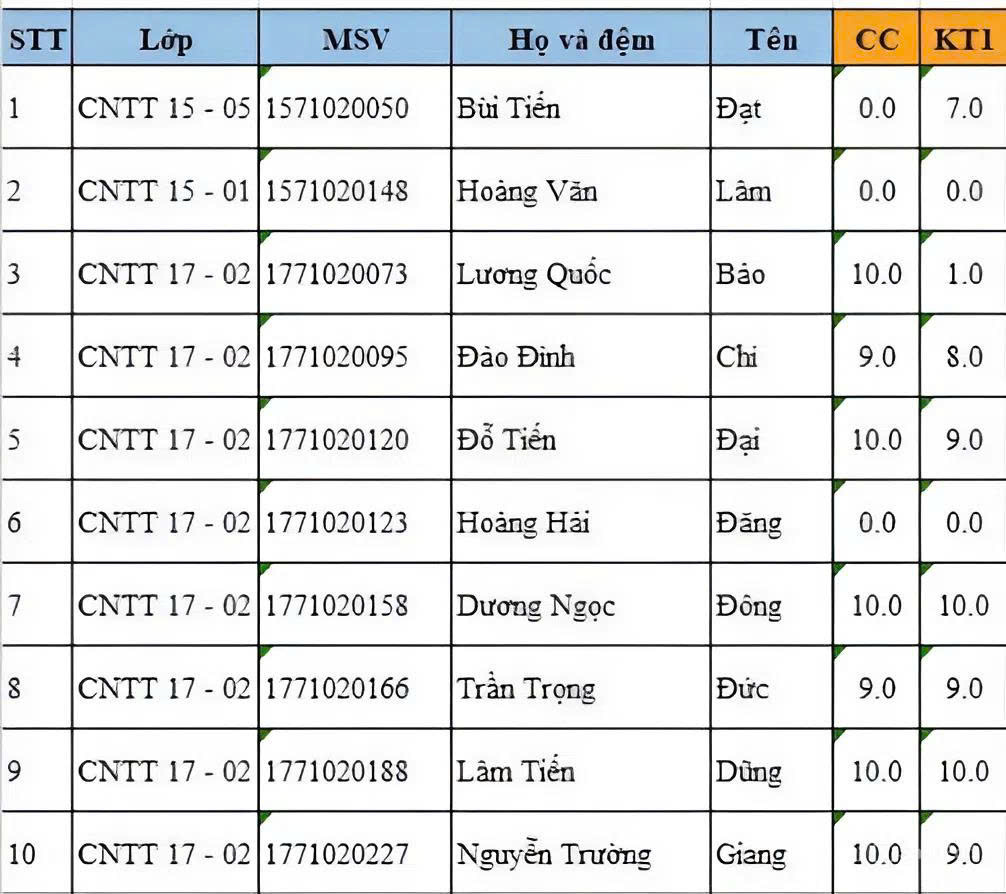 STT Lớp MSV Họ và đệm Tên CC KT1
1 CNTT 15 - 05 1571020050 Bùi Tiến Đạt 0.0 7.0
2 CNTT 15 - 01 1571020148 Hoàng Văn Lâm 0.0 0.0
3 CNTT 17 - 02 1771020073 Lương Quốc Bảo 10.0 1.0
4 CNTT 17 - 02 1771020095 Đào Đình Chi 9.0 8.0
5 CNTT 17 - 02 1771020120 Đỗ Tiến Đại 10.0 9.0
6 CNTT 17 - 02 1771020123 Hoàng Hải Đăng 0.0 0.0
7 CNTT 17 - 02 1771020158 Dương Ngọc Đông 10.0 10.0
8 CNTT 17 - 02 1771020166 Trần Trọng Đức 9.0 9.0
9 CNTT 17 - 02 1771020188 Lâm Tiến Dũng 10.0 10.0
10 CNTT 17 - 02 1771020227 Nguyễn Trường Giang 10.0 9.0